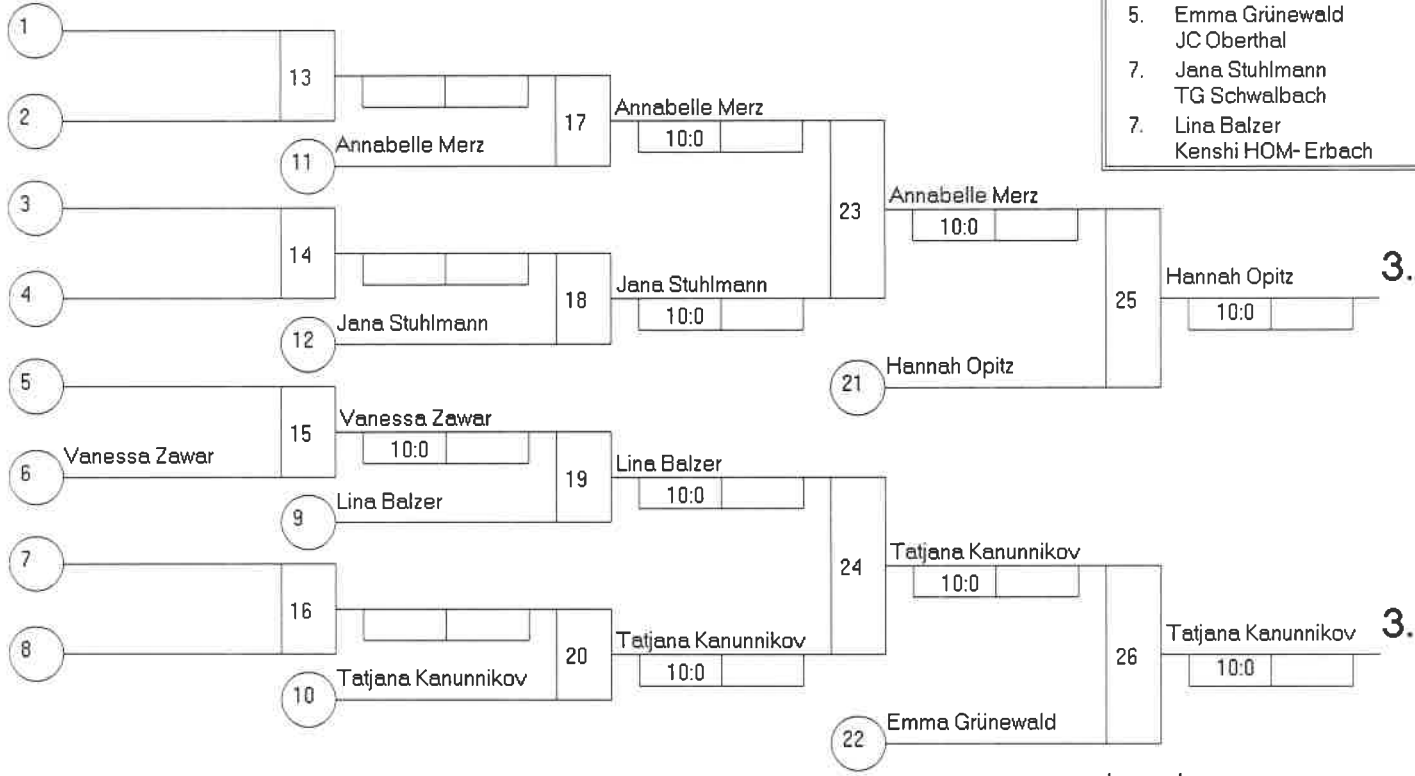 5. Emma Grünewald
JC Oberthal
7. Jana Stuhlmann
TG Schwalbach
7. Lina Balzer
Kenshi HOM-Erbach
1
13
2
17
Annabelle Merz
10:0
11
Annabelle Merz
3
23
Annabelle Merz
10:0
14
4
18
Jana Stuhlmann
10:0
12
Jana Stuhlmann
25
Hannah Opitz
10:0
3.
21
Hannah Opitz
5
15
Vanessa Zawar
10:0
6
Vanessa Zawar
19
Lina Balzer
10:0
9
Lina Balzer
7
24
Tatjana Kanunnikov
10:0
16
8
20
Tatjana Kanunnikov
10:0
10
Tatjana Kanunnikov
26
Tatjana Kanunnikov
10:0
3.
22
Emma Grünewald